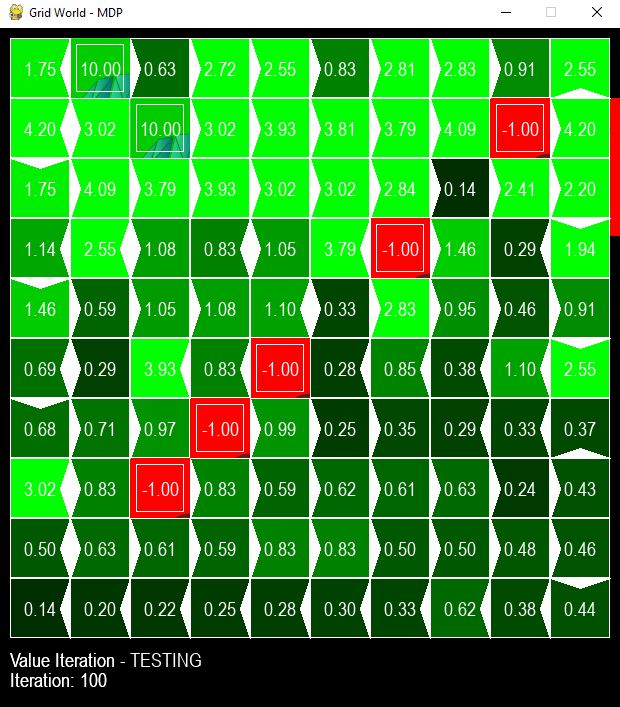 Grid World - MDP
1.75 10.00 0.63 2.72 2.55 0.83 2.81 2.83 0.91 2.55
4.20 3.02 10.00 3.02 3.93 3.81 3.79 4.09 -1.00 4.20
1.75 4.09 3.79 3.93 3.02 3.02 2.84 0.14 2.41 2.20
1.14 2.55 1.08 0.83 1.05 3.79 -1.00 1.46 0.29 1.94
1.46 0.59 1.05 1.08 1.10 0.33 2.83 0.95 0.46 0.91
0.69 0.29 3.93 0.83 -1.00 0.28 0.85 0.38 1.10 2.55
0.68 0.71 0.97 -1.00 0.99 0.25 0.35 0.29 0.33 0.37
3.02 0.83 -1.00 0.83 0.59 0.62 0.61 0.63 0.24 0.43
0.50 0.63 0.61 0.59 0.83 0.83 0.50 0.50 0.48 0.46
0.14 0.20 0.22 0.25 0.28 0.30 0.33 0.62 0.38 0.44
Value Iteration - TESTING
Iteration: 100